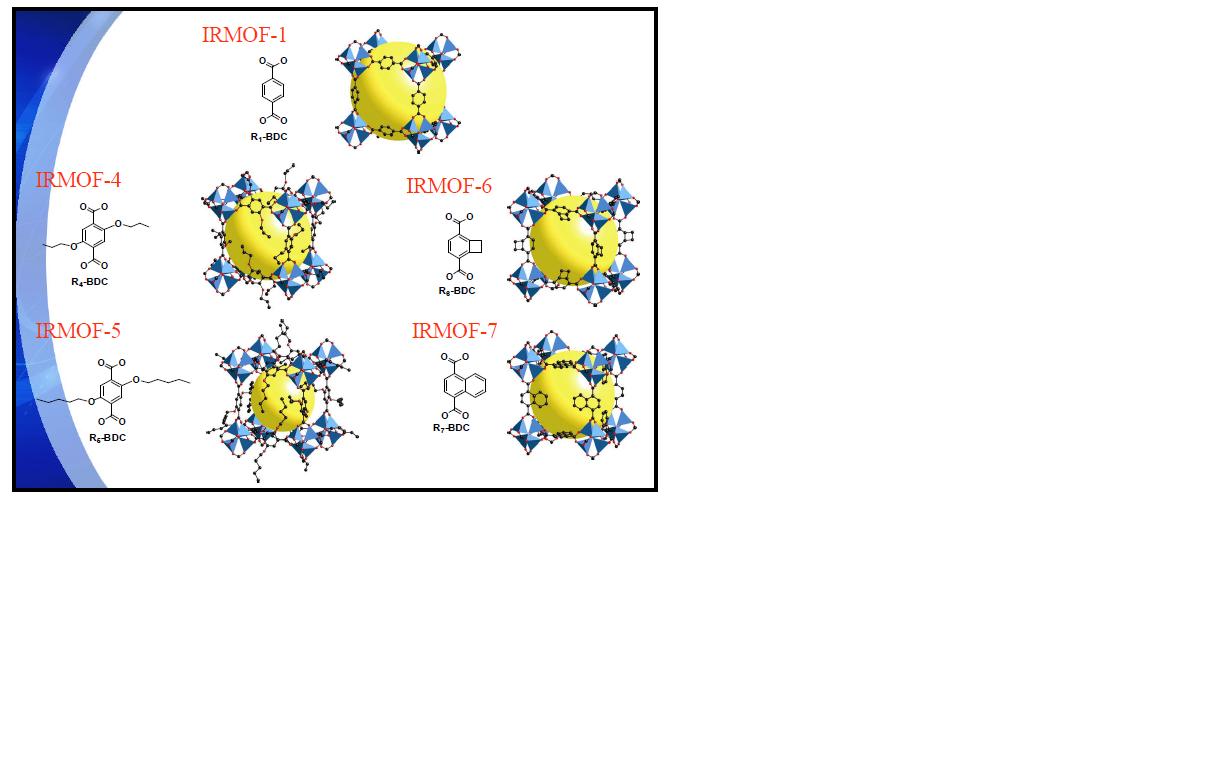 IRMOF-1
O O
O O
R₁-BDC
IRMOF-4
O O
O
O
O O
R₄-BDC
IRMOF-6
O O
O O
R₆-BDC
IRMOF-5
O O
O
O
O O
R₅-BDC
IRMOF-7
O O
O O
R₇-BDC